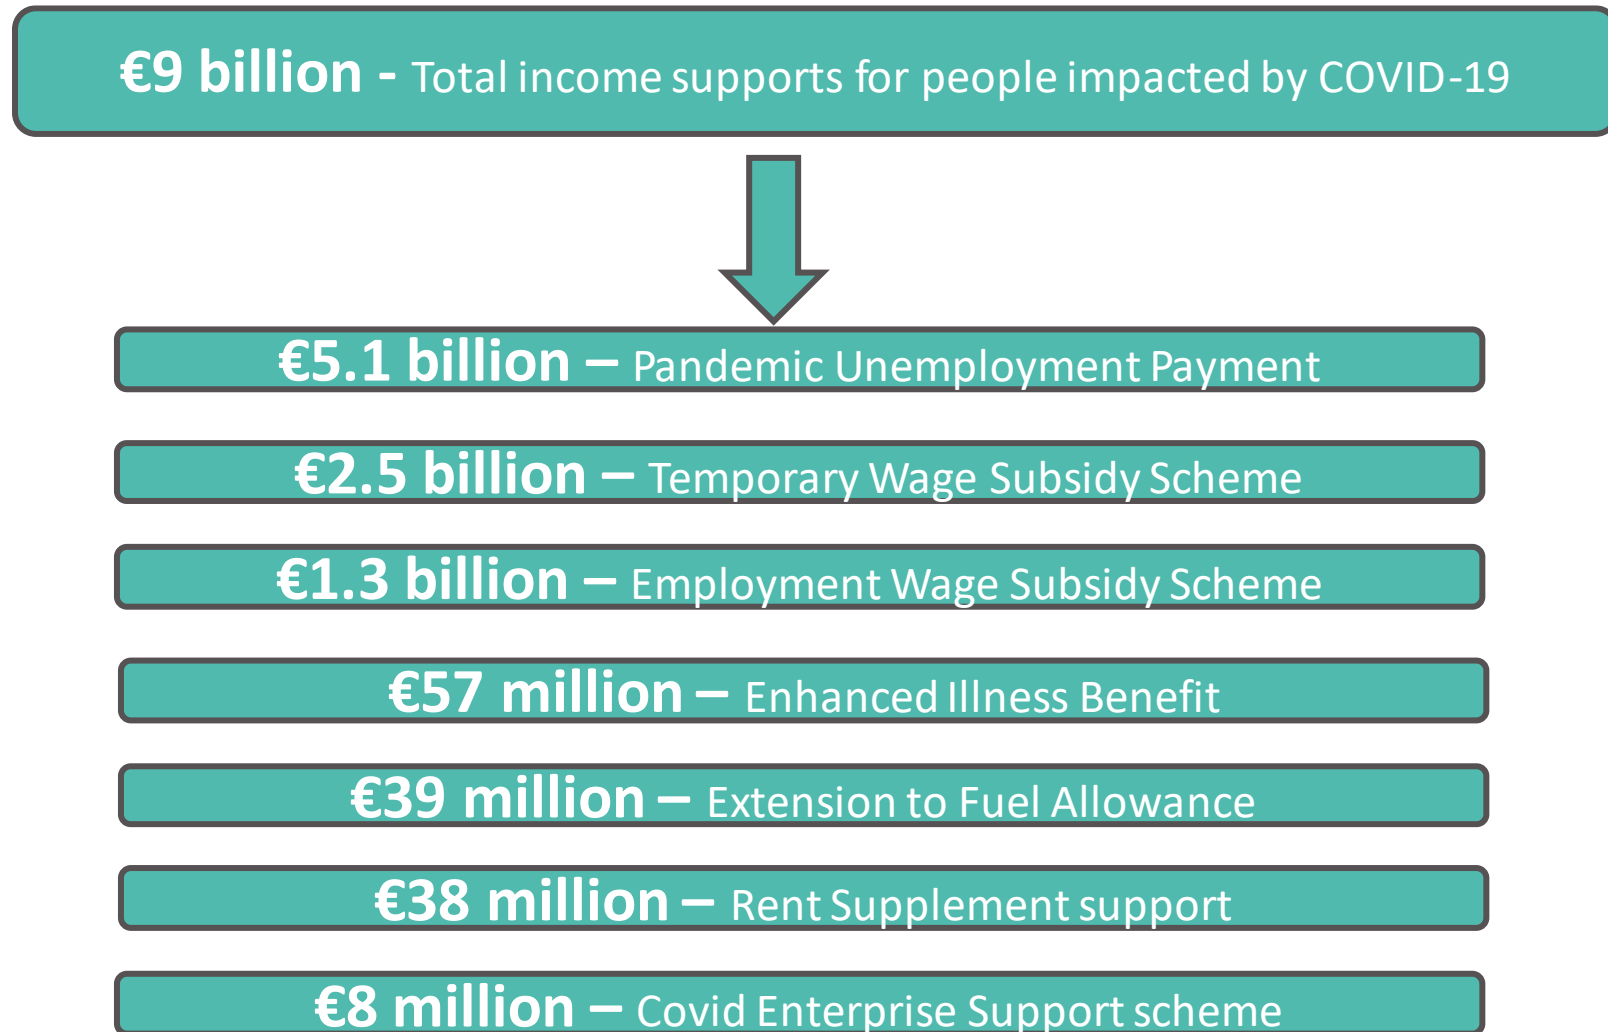 €9 billion - Total income supports for people impacted by COVID-19
€5.1 billion – Pandemic Unemployment Payment
€2.5 billion – Temporary Wage Subsidy Scheme
€1.3 billion – Employment Wage Subsidy Scheme
€57 million – Enhanced Illness Benefit
€39 million – Extension to Fuel Allowance
€38 million – Rent Supplement support
€8 million – Covid Enterprise Support scheme